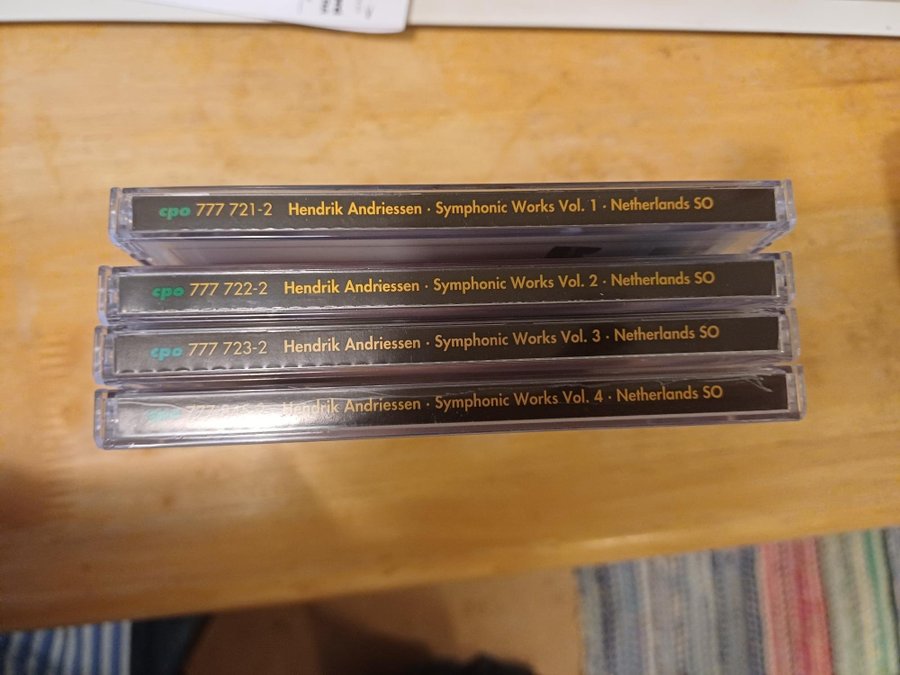 cpo 777 721-2 Hendrik Andriessen · Symphonic Works Vol. 1 · Netherlands SO
cpo 777 722-2 Hendrik Andriessen · Symphonic Works Vol. 2 · Netherlands SO
cpo 777 723-2 Hendrik Andriessen · Symphonic Works Vol. 3 · Netherlands SO
cpo 777 Hendrik Andriessen · Symphonic Works Vol. 4 · Netherlands SO